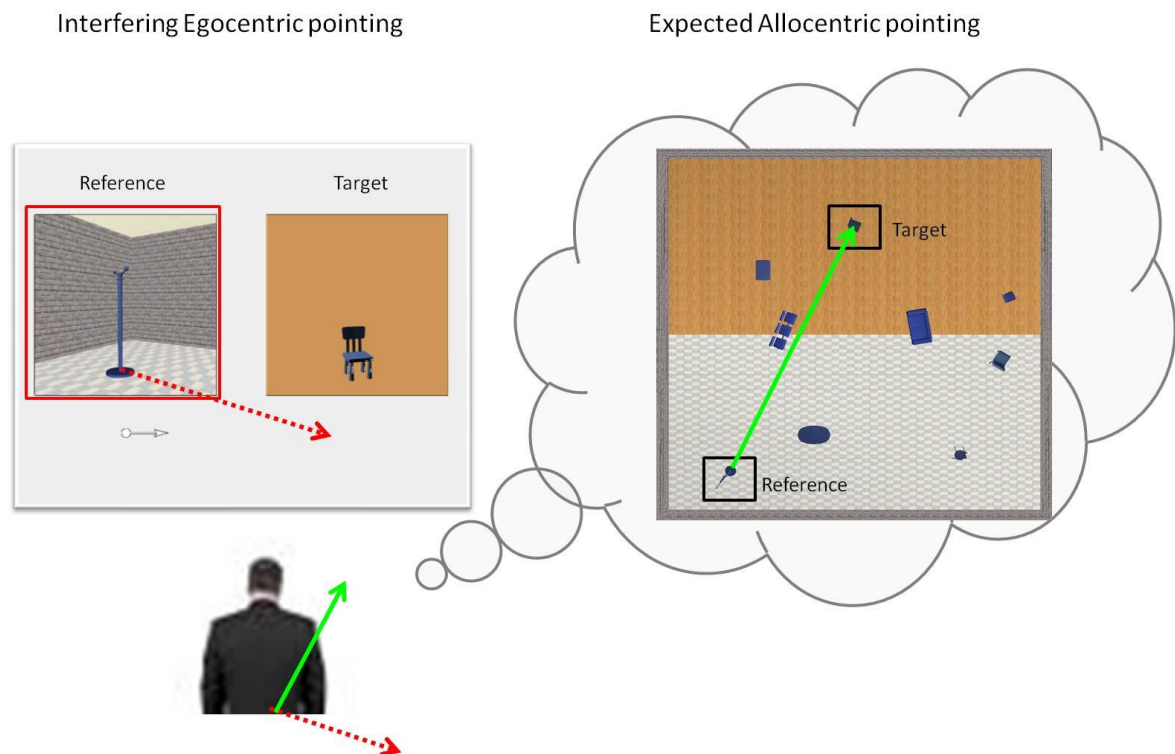 Interfering Egocentric pointing
Expected Allocentric pointing
Reference
Target
Target
Reference